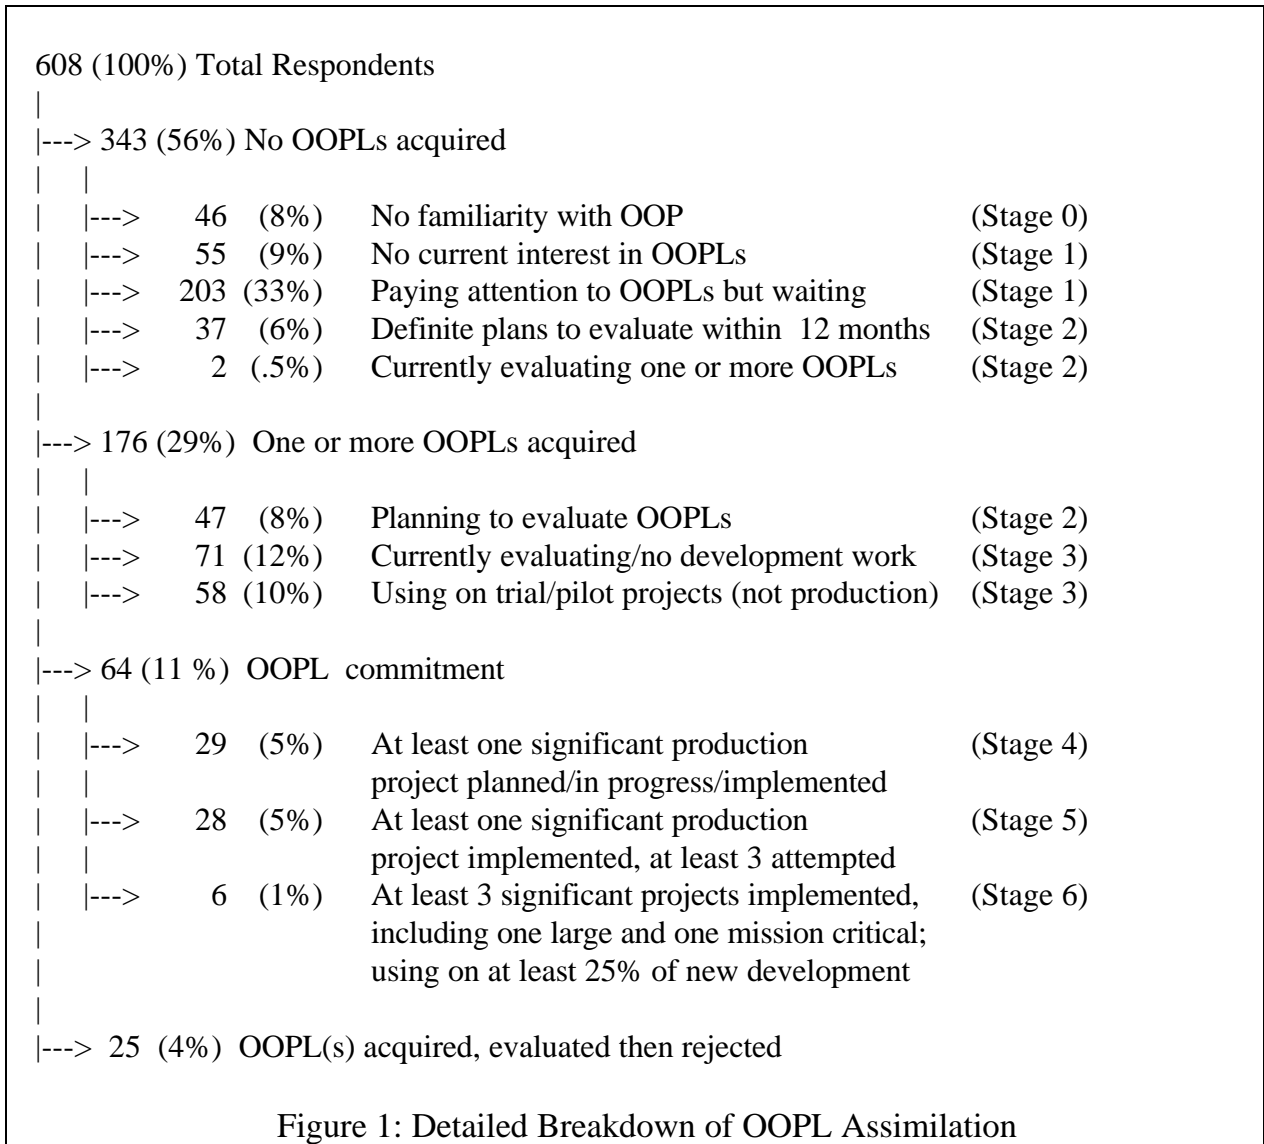 608 (100%) Total Respondents
|
|---> 343 (56%) No OOPLs acquired
| |
| |---> 46 (8%) No familiarity with OOP (Stage 0)
| |---> 55 (9%) No current interest in OOPLs (Stage 1)
| |---> 203 (33%) Paying attention to OOPLs but waiting (Stage 1)
| |---> 37 (6%) Definite plans to evaluate within 12 months (Stage 2)
| |---> 2 (.5%) Currently evaluating one or more OOPLs (Stage 2)
|
|---> 176 (29%) One or more OOPLs acquired
| |
| |---> 47 (8%) Planning to evaluate OOPLs (Stage 2)
| |---> 71 (12%) Currently evaluating/no development work (Stage 3)
| |---> 58 (10%) Using on trial/pilot projects (not production) (Stage 3)
|
|---> 64 (11 %) OOPL commitment
| |
| |---> 29 (5%) At least one significant production (Stage 4)
| | project planned/in progress/implemented
| |---> 28 (5%) At least one significant production (Stage 5)
| | project implemented, at least 3 attempted
| |---> 6 (1%) At least 3 significant projects implemented, (Stage 6)
| including one large and one mission critical;
| using on at least 25% of new development
|
|---> 25 (4%) OOPL(s) acquired, evaluated then rejected
Figure 1: Detailed Breakdown of OOPL Assimilation